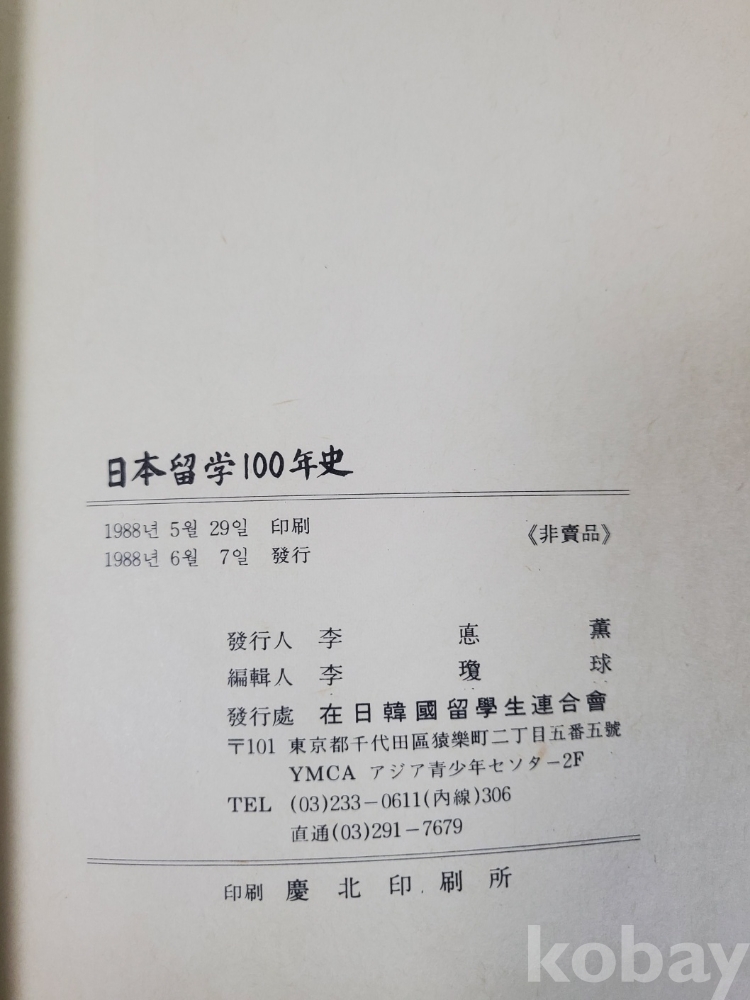 日本留学100年史
1988년 5월 29일 印刷
1988년 6월 7일 發行
《非賣品》
發行人 李 悳 薰
編輯人 李 瓊 球
發行處 在日韓國留學生連合會
〒101 東京都千代田區猿樂町二丁目五番五號
YMCA アジア青少年セソタ－2F
TEL (03)233－0611(內線)306
直通(03)291－7679
印刷 慶北印刷所
kobay